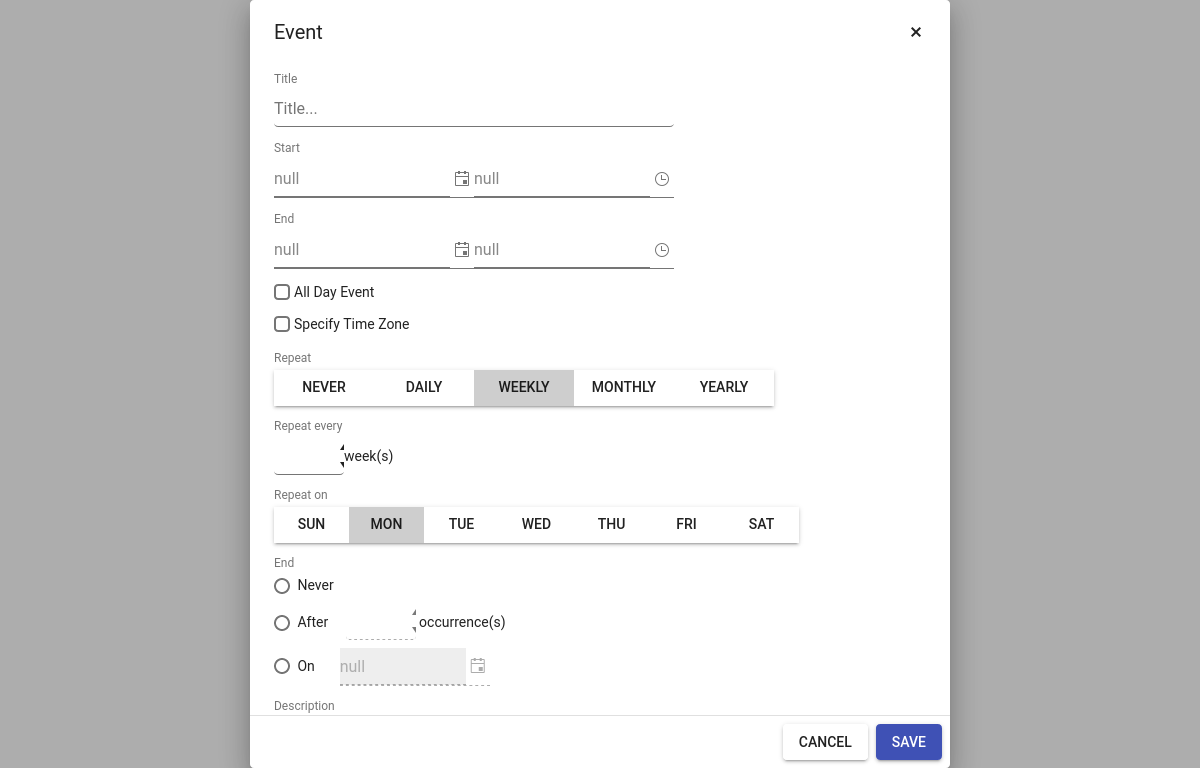 Event
Title
Title...
Start
null null
End
null null
All Day Event
Specify Time Zone
Repeat
NEVER DAILY WEEKLY MONTHLY YEARLY
Repeat every
week(s)
Repeat on
SUN MON TUE WED THU FRI SAT
End
Never
After occurrence(s)
On null
Description
CANCEL SAVE